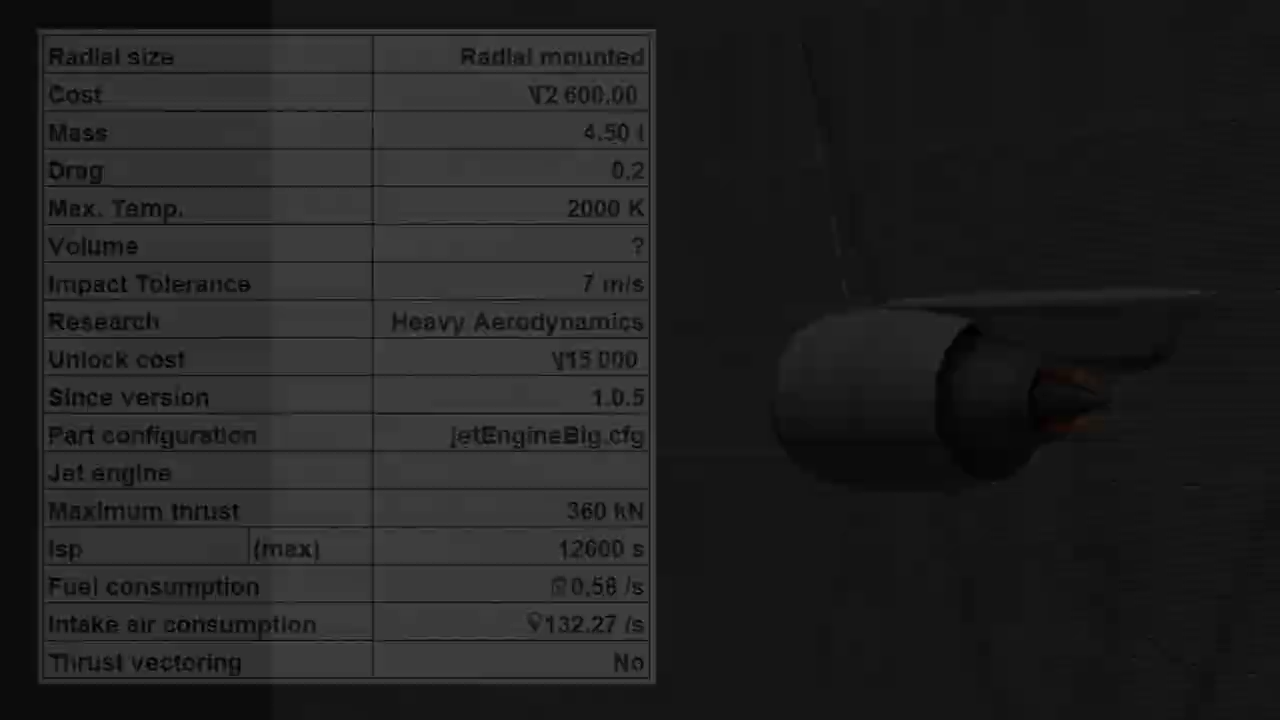 Radial size Radial mounted
Cost √2 600.00
Mass 4.50 t
Drag 0.2
Max. Temp. 2000 K
Volume ?
Impact Tolerance 7 m/s
Research Heavy Aerodynamics
Unlock cost √15 000
Since version 1.0.5
Part configuration jetEngineBig.cfg
Jet engine
Maximum thrust 360 kN
Isp (max) 12600 s
Fuel consumption 0.58 /s
Intake air consumption 132.27 /s
Thrust vectoring No